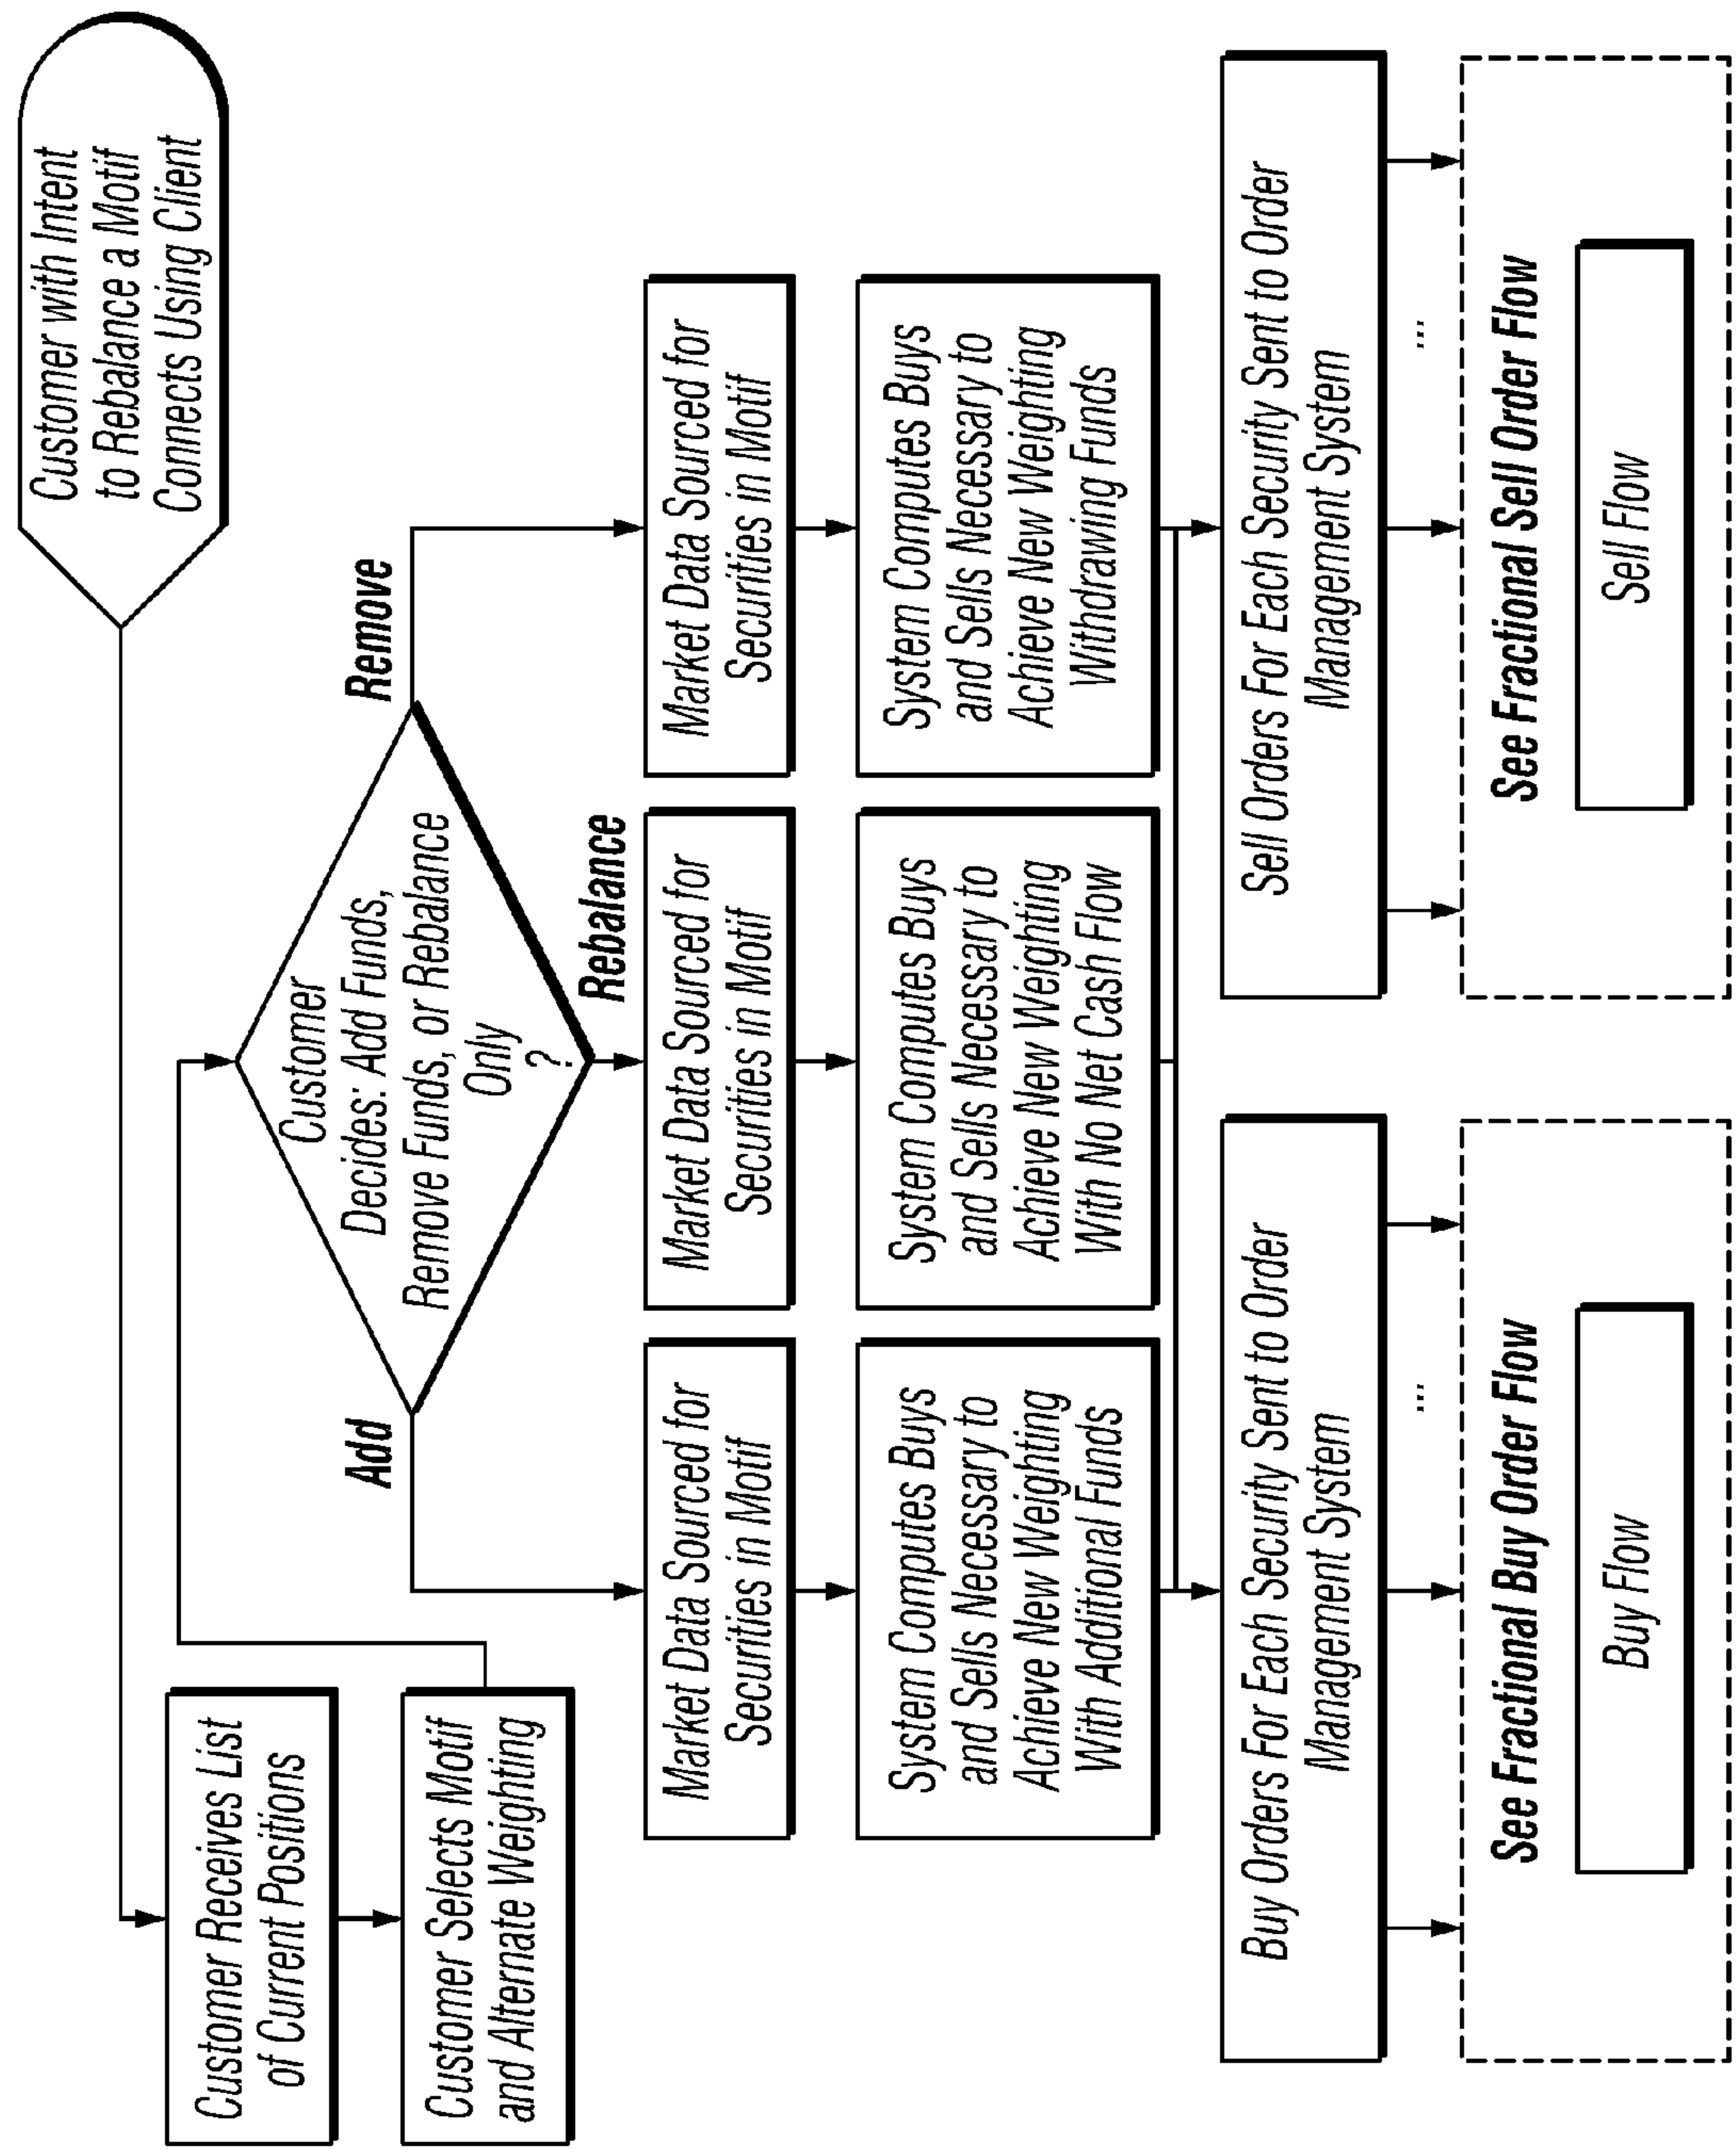 Customer with Intent
to Rebalance a Motif
Connects Using Client
Customer Receives List
of Current Positions
Customer Selects Motif
and Alternate Weighting
Customer
Decides: Add Funds,
Remove Funds, or Rebalance
Only
?
Add
Rebalance
Remove
Market Data Sourced for
Securities in Motif
Market Data Sourced for
Securities in Motif
Market Data Sourced for
Securities in Motif
System Computes Buys
and Sells Necessary to
Achieve New Weighting
With Additional Funds
System Computes Buys
and Sells Necessary to
Achieve New Weighting
With No Net Cash Flow
System Computes Buys
and Sells Necessary to
Achieve New Weighting
Withdrawing Funds
Buy Orders For Each Security Sent to Order
Management System
...
See Fractional Buy Order Flow
Buy Flow
Sell Orders For Each Security Sent to Order
Management System
...
See Fractional Sell Order Flow
Sell Flow